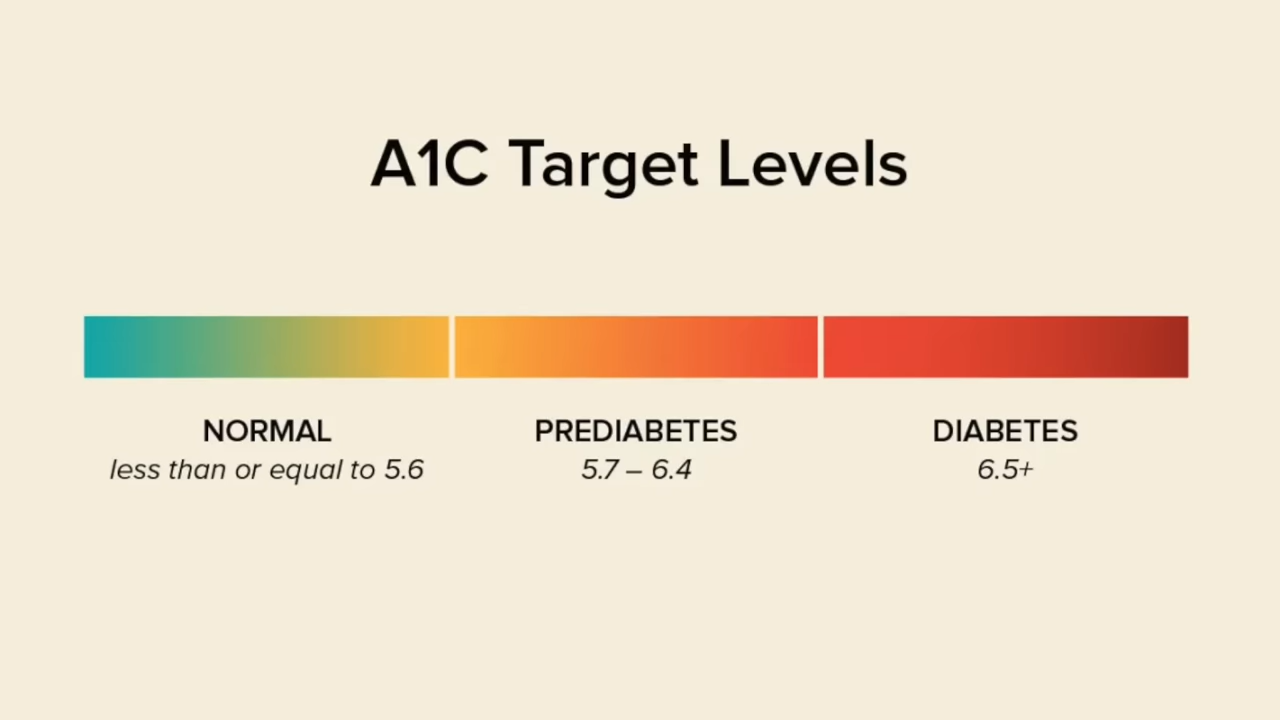 A1C Target Levels
NORMAL
less than or equal to 5.6
PREDIABETES
5.7 – 6.4
DIABETES
6.5+